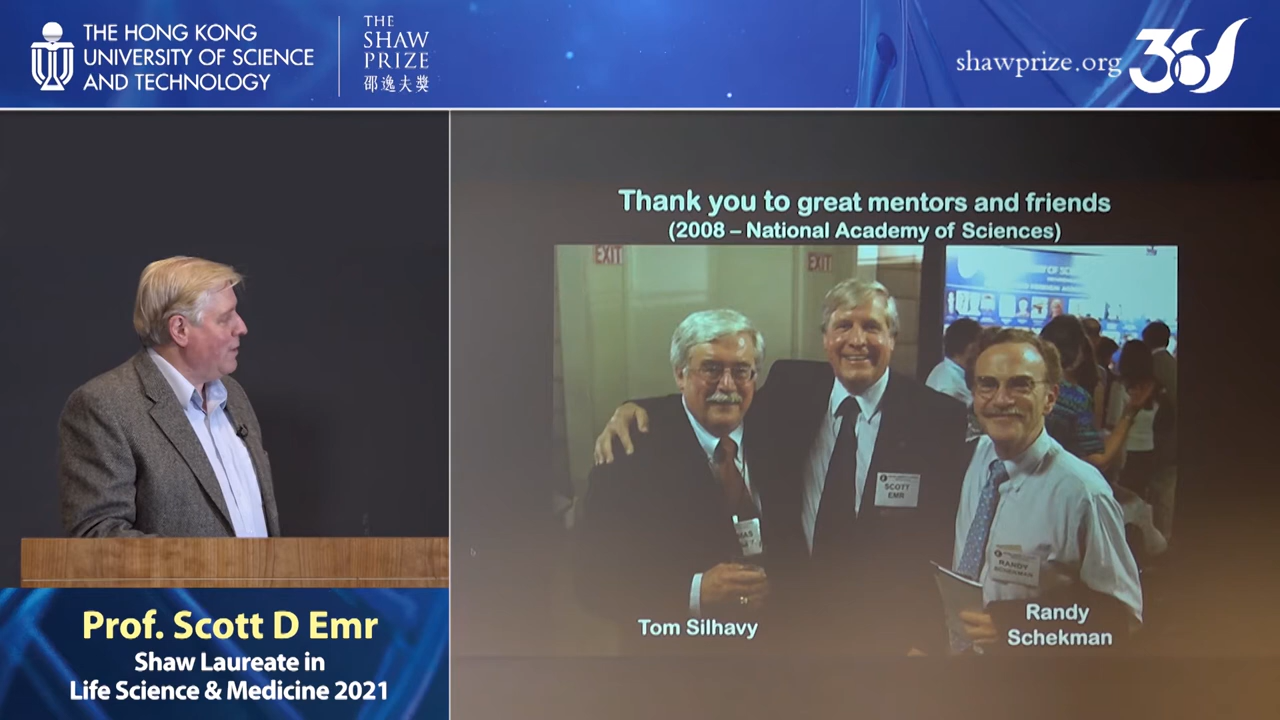 THE HONG KONG
UNIVERSITY OF SCIENCE
AND TECHNOLOGY
THE
SHAW
PRIZE
邵逸夫獎
shawprize.org
Thank you to great mentors and friends
(2008 – National Academy of Sciences)
EXIT
EXIT
SCOTT
EMR
RANDY
SCHEKMAN
Tom Silhavy
Randy
Schekman
Prof. Scott D Emr
Shaw Laureate in
Life Science & Medicine 2021